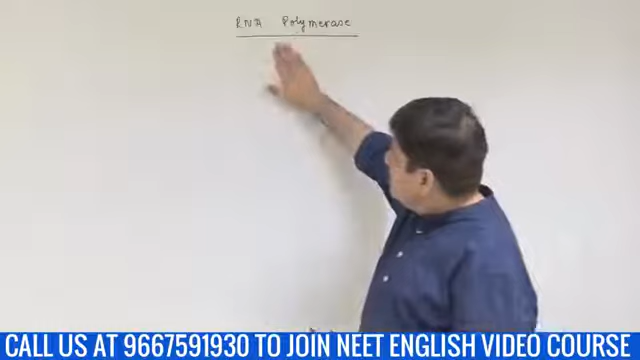 RNA Polymerase
CALL US AT 9667591930 TO JOIN NEET ENGLISH VIDEO COURSE